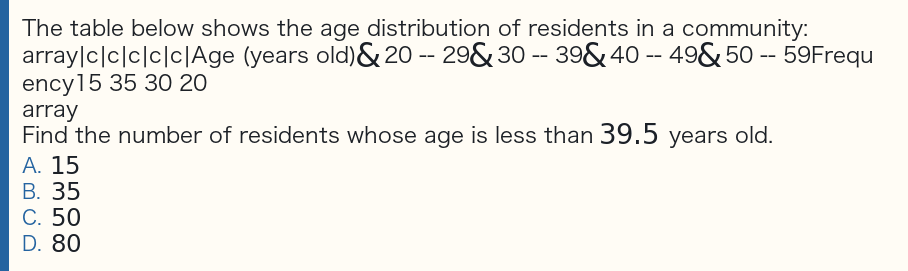 The table below shows the age distribution of residents in a community:
array|c|c|c|c|c|Age (years old)& 20 -- 29& 30 -- 39& 40 -- 49& 50 -- 59Frequ
ency15 35 30 20
array
Find the number of residents whose age is less than 39.5 years old.
A. 15
B. 35
C. 50
D. 80